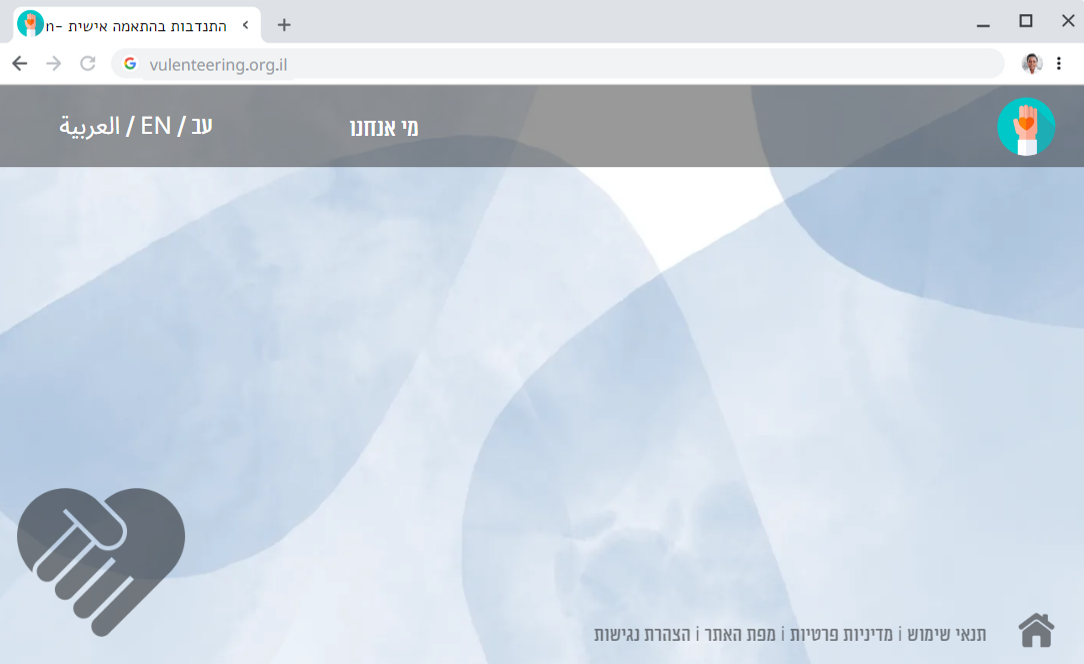 התנדבות בהתאמה אישית -n
vulenteering.org.il
עב / EN / العربية
מי אנחנו
תנאי שימוש | מדיניות פרטיות | מפת האתר | הצהרת נגישות